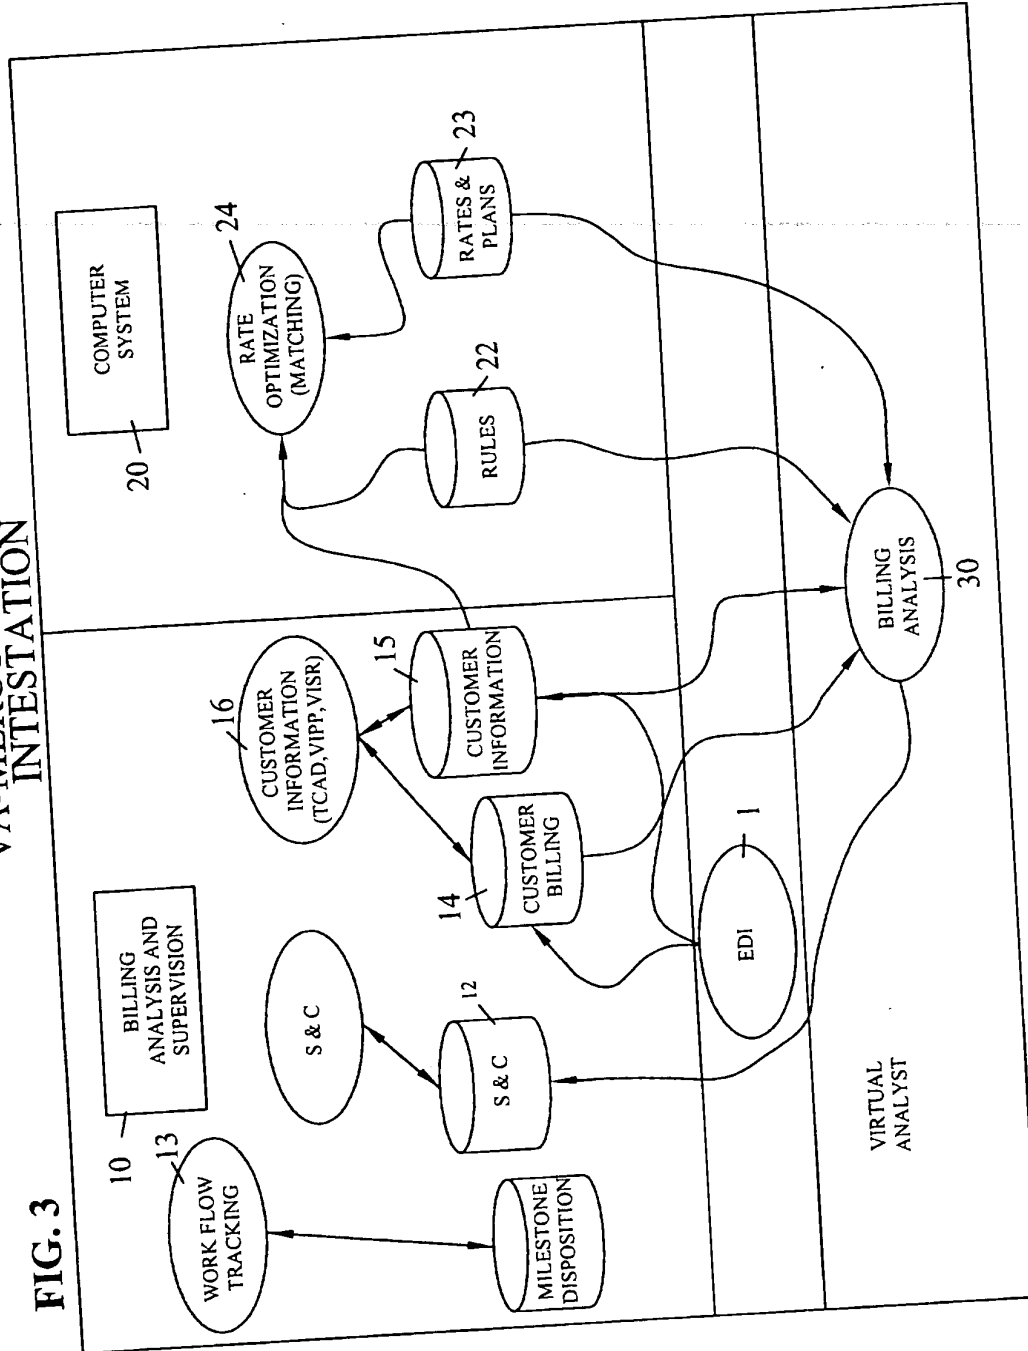 FIG. 3
INTESTATION
10
BILLING
ANALYSIS AND
SUPERVISION
20
COMPUTER
SYSTEM
13
WORK FLOW
TRACKING
S & C
16
CUSTOMER
INFORMATION
(TCAD, VIPP, VISR)
24
RATE
OPTIMIZATION
(MATCHING)
MILESTONE
DISPOSITION
12
S & C
14
CUSTOMER
BILLING
15
CUSTOMER
INFORMATION
22
RULES
23
RATES &
PLANS
EDI
1
VIRTUAL
ANALYST
BILLING
ANALYSIS
30